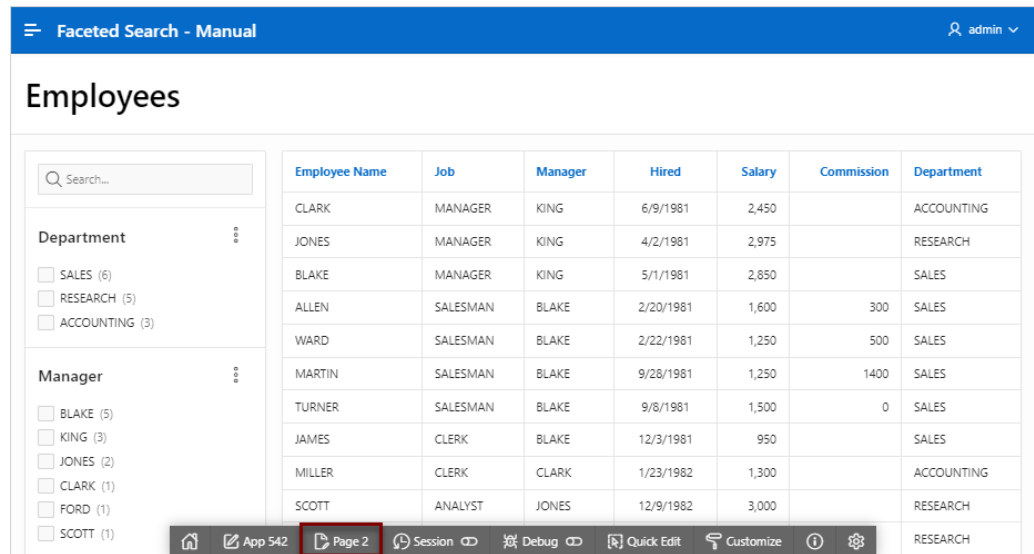 Faceted Search - Manual
admin
Employees
Search...
Department
SALES (6)
RESEARCH (5)
ACCOUNTING (3)
Manager
BLAKE (5)
KING (3)
JONES (2)
CLARK (1)
FORD (1)
SCOTT (1)
Employee Name Job Manager Hired Salary Commission Department
CLARK MANAGER KING 6/9/1981 2,450 ACCOUNTING
JONES MANAGER KING 4/2/1981 2,975 RESEARCH
BLAKE MANAGER KING 5/1/1981 2,850 SALES
ALLEN SALESMAN BLAKE 2/20/1981 1,600 300 SALES
WARD SALESMAN BLAKE 2/22/1981 1,250 500 SALES
MARTIN SALESMAN BLAKE 9/28/1981 1,250 1400 SALES
TURNER SALESMAN BLAKE 9/8/1981 1,500 0 SALES
JAMES CLERK BLAKE 12/3/1981 950 SALES
MILLER CLERK CLARK 1/23/1982 1,300 ACCOUNTING
SCOTT ANALYST JONES 12/9/1982 3,000 RESEARCH
RESEARCH
App 542 Page 2 Session Debug Quick Edit Customize